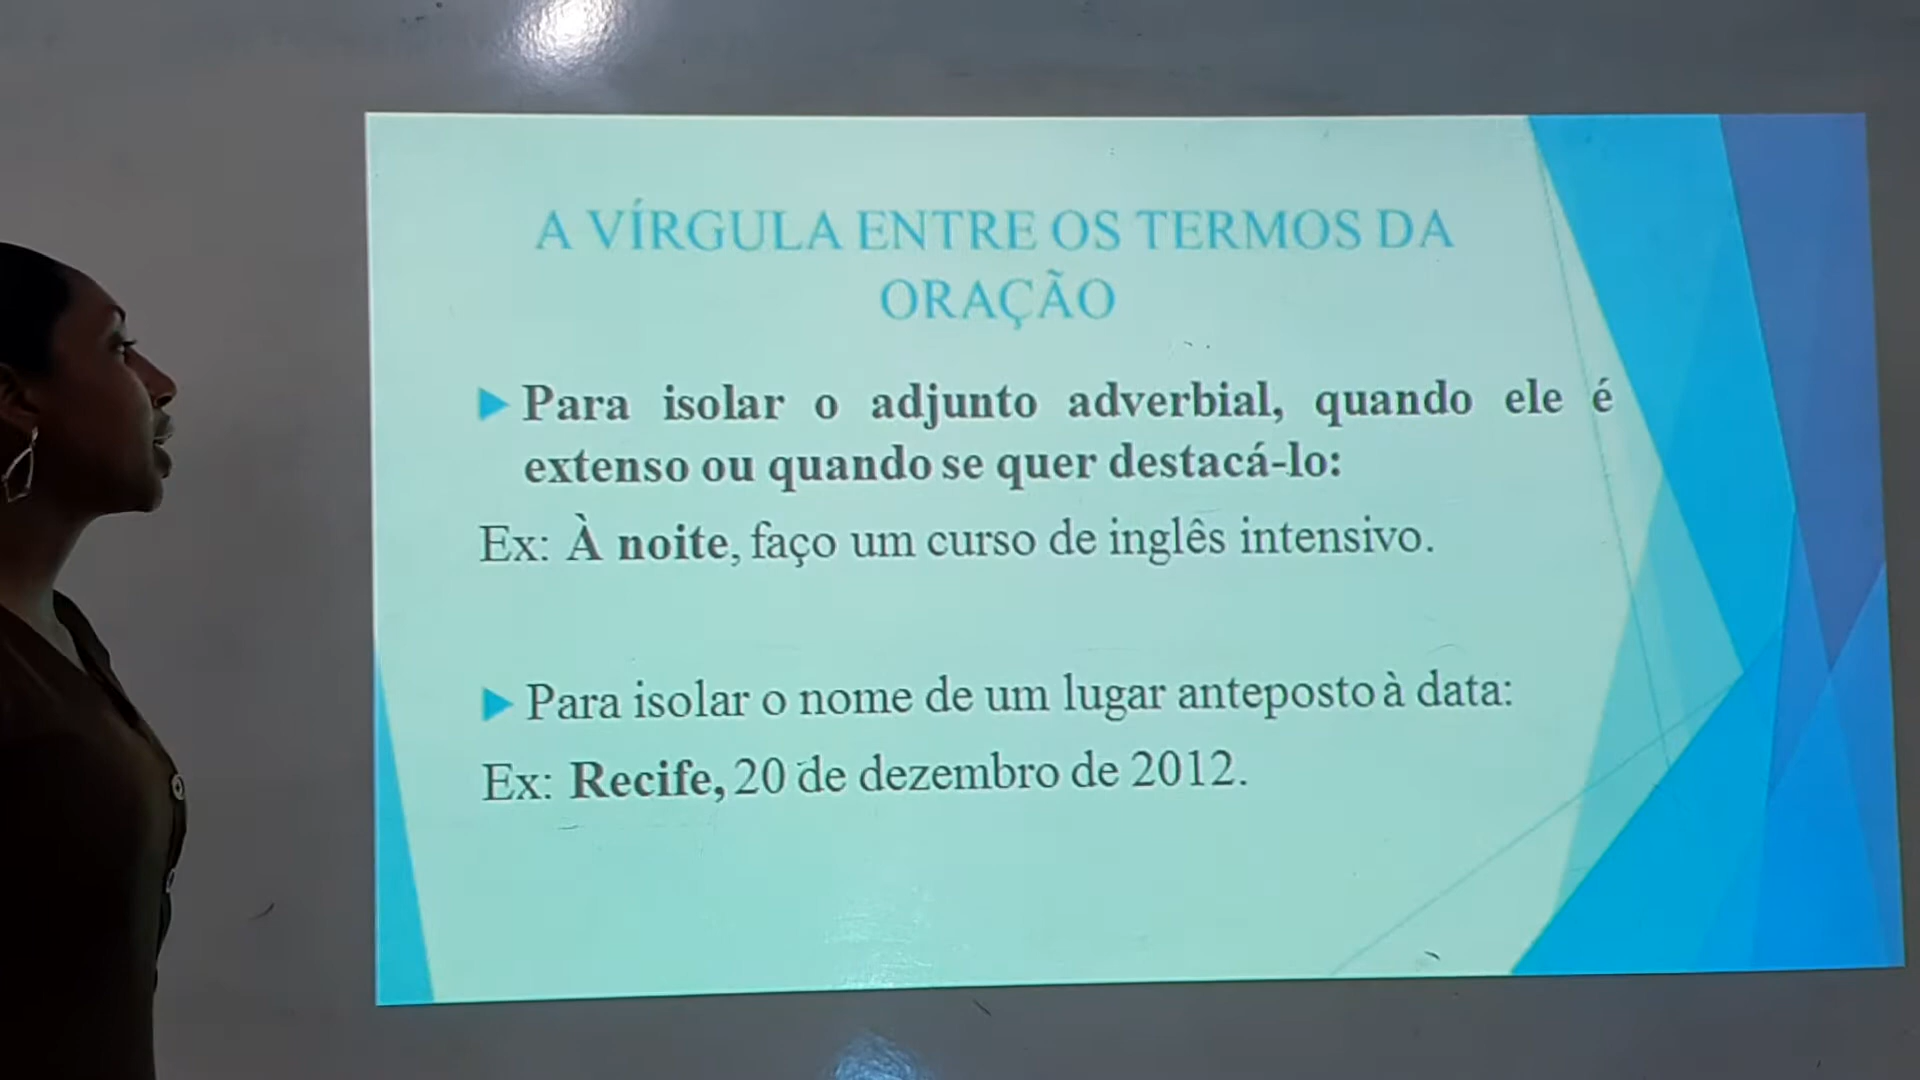 A VÍRGULA ENTRE OS TERMOS DA
ORAÇÃO
Para isolar o adjunto adverbial, quando ele é
extenso ou quando se quer destacá-lo:
Ex: À noite, faço um curso de inglês intensivo.
Para isolar o nome de um lugar anteposto à data:
Ex: Recife, 20 de dezembro de 2012.